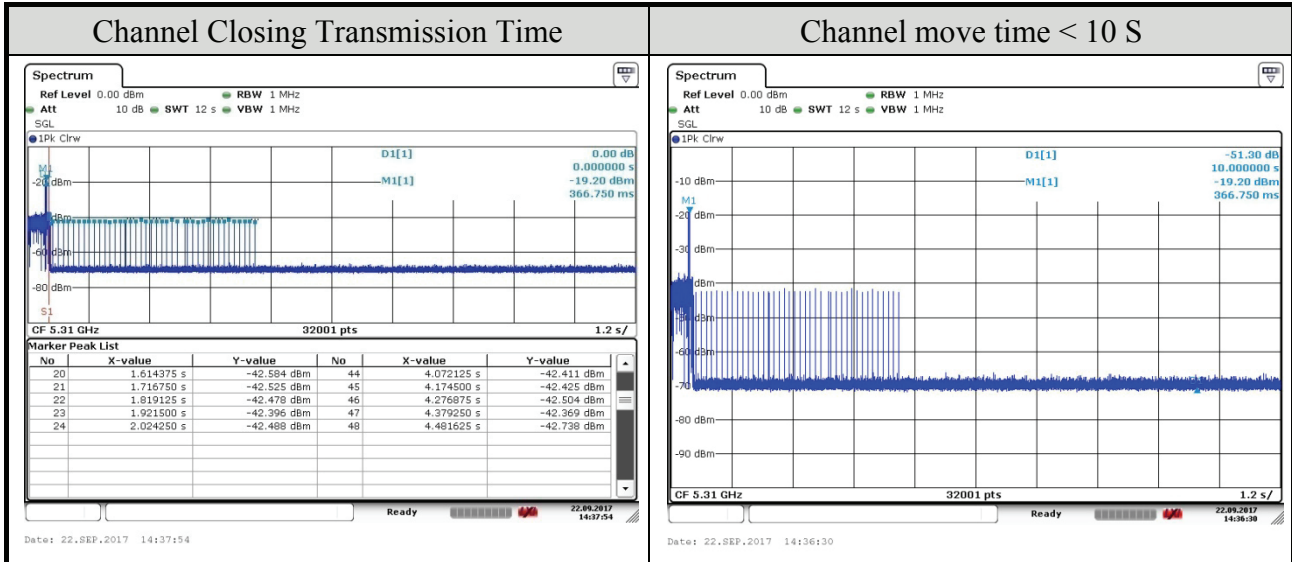 Channel Closing Transmission Time
Channel move time < 10 S
Spectrum
Ref Level 0.00 dBm RBW 1 MHz
Att 10 dB SWT 12 s VBW 1 MHz
SGL
1Pk Clrw
D1[1] 0.00 dB
0.000000 s
M1[1] -19.20 dBm
366.750 ms
M1
-20 dBm
-60 dBm
-80 dBm
S1
CF 5.31 GHz 32001 pts 1.2 s/
Marker Peak List
No X-value Y-value No X-value Y-value
20 1.614375 s -42.584 dBm 44 4.072125 s -42.411 dBm
21 1.716750 s -42.525 dBm 45 4.174500 s -42.425 dBm
22 1.819125 s -42.478 dBm 46 4.276875 s -42.504 dBm
23 1.921500 s -42.396 dBm 47 4.379250 s -42.369 dBm
24 2.024250 s -42.488 dBm 48 4.481625 s -42.738 dBm
Ready 22.09.2017
14:37:54
Date: 22.SEP.2017 14:37:54
Spectrum
Ref Level 0.00 dBm RBW 1 MHz
Att 10 dB SWT 12 s VBW 1 MHz
SGL
1Pk Clrw
D1[1] -51.30 dB
10.000000 s
-10 dBm M1[1] -19.20 dBm
366.750 ms
M1
-20 dBm
-30 dBm
dBm
dBm
-60 dBm
-70
-80 dBm
-90 dBm
CF 5.31 GHz 32001 pts 1.2 s/
Ready 22.09.2017
14:36:30
Date: 22.SEP.2017 14:36:30